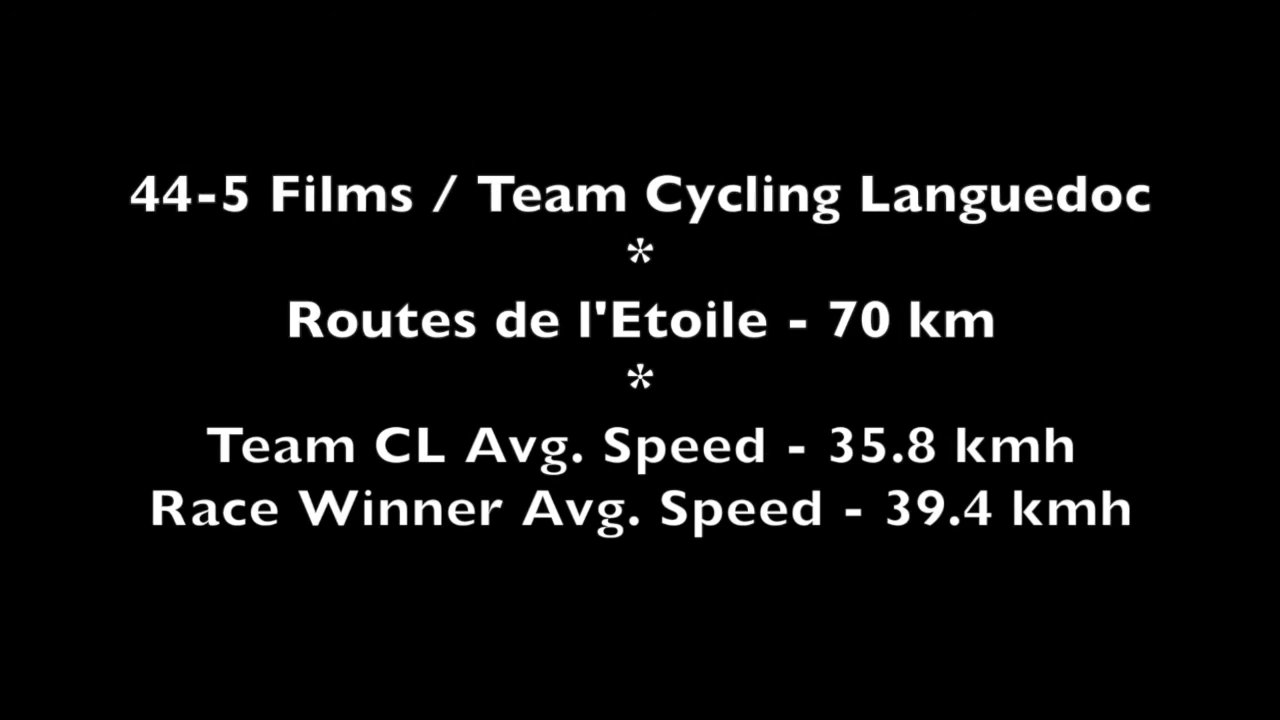 44-5 Films / Team Cycling Languedoc
*
Routes de l'Etoile - 70 km
*
Team CL Avg. Speed - 35.8 kmh
Race Winner Avg. Speed - 39.4 kmh